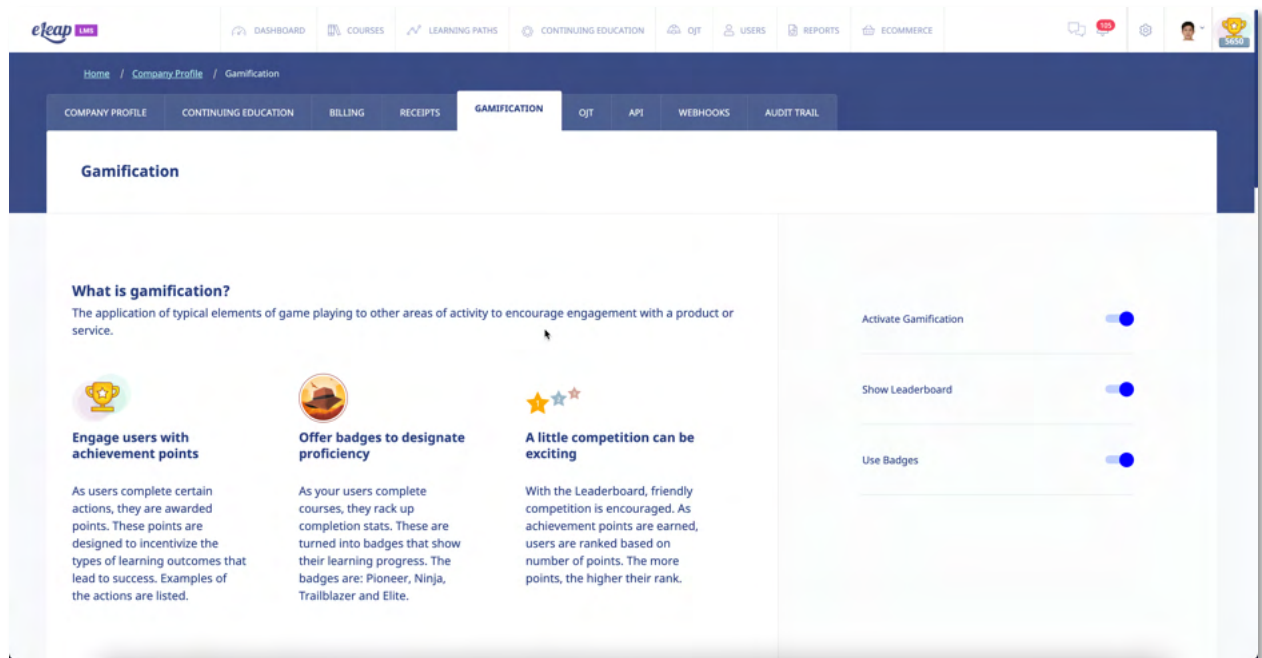 eleap LMS
DASHBOARD
COURSES
LEARNING PATHS
CONTINUING EDUCATION
OJT
USERS
REPORTS
ECOMMERCE
105
5650
Home / Company Profile / Gamification
COMPANY PROFILE
CONTINUING EDUCATION
BILLING
RECEIPTS
GAMIFICATION
OJT
API
WEBHOOKS
AUDIT TRAIL
Gamification
What is gamification?
The application of typical elements of game playing to other areas of activity to encourage engagement with a product or
service.
Engage users with
achievement points
As users complete certain
actions, they are awarded
points. These points are
designed to incentivize the
types of learning outcomes that
lead to success. Examples of
the actions are listed.
Offer badges to designate
proficiency
As your users complete
courses, they rack up
completion stats. These are
turned into badges that show
their learning progress. The
badges are: Pioneer, Ninja,
Trailblazer and Elite.
A little competition can be
exciting
With the Leaderboard, friendly
competition is encouraged. As
achievement points are earned,
users are ranked based on
number of points. The more
points, the higher their rank.
Activate Gamification
Show Leaderboard
Use Badges